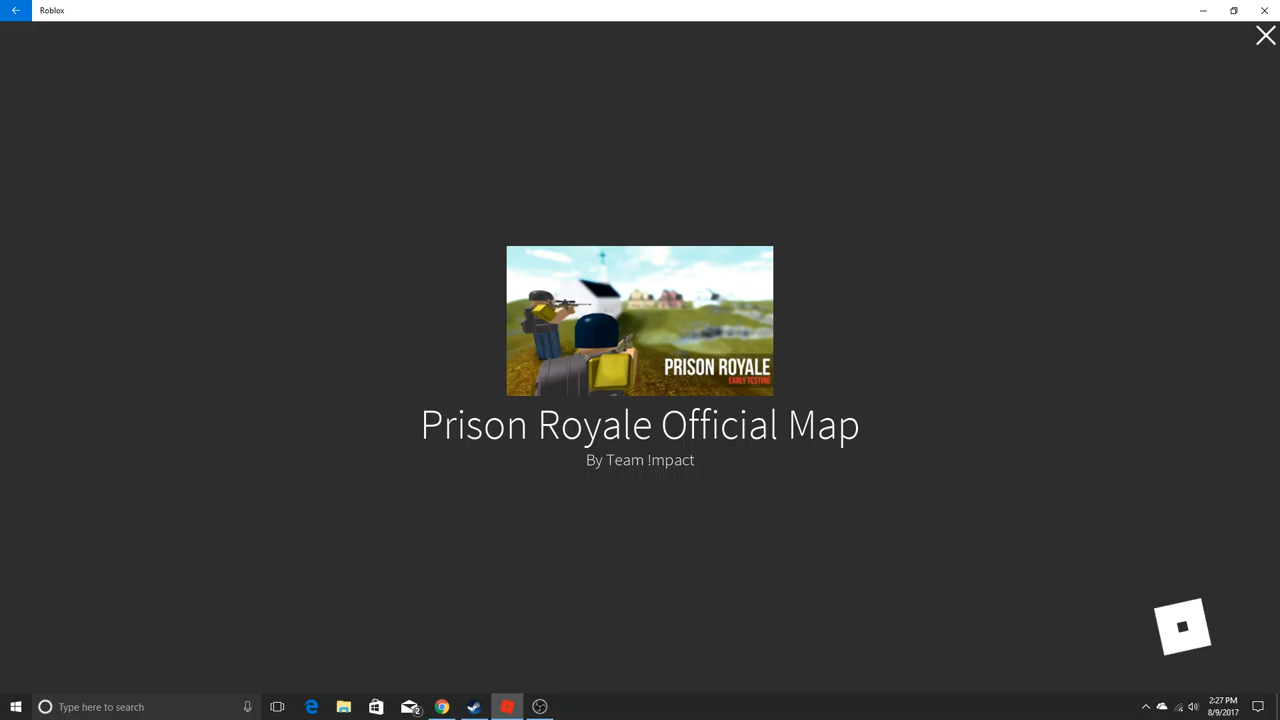 Roblox
PRISON ROYALE
EARLY TESTING
Prison Royale Official Map
By Team !mpact
Type here to search
2
2:27 PM
8/9/2017